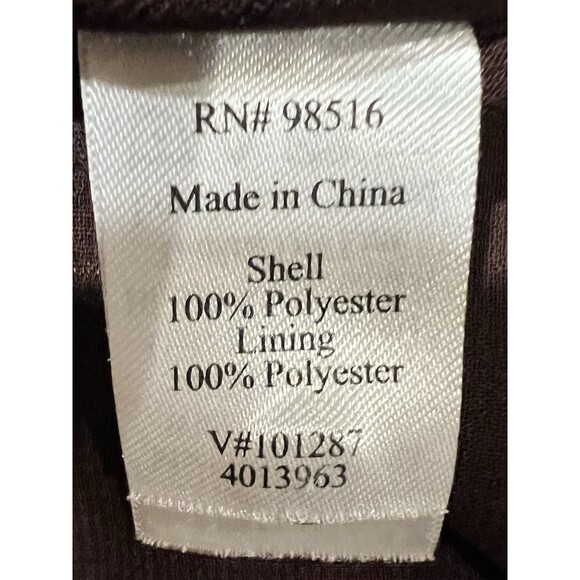 RN# 98516
Made in China
Shell
100% Polyester
Lining
100% Polyester
V#101287
4013963